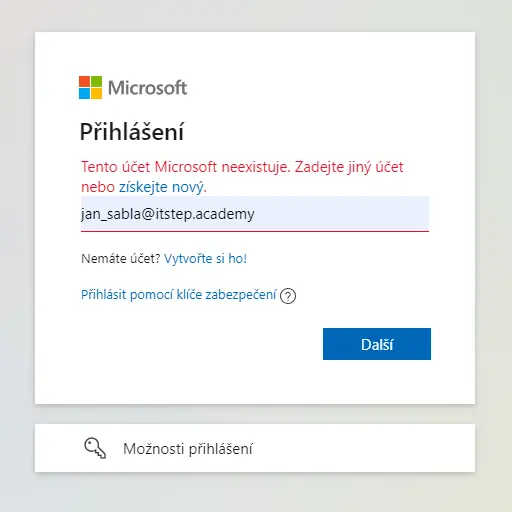 Microsoft
Přihlášení
Tento účet Microsoft neexistuje. Zadejte jiný účet
nebo získejte nový.
jan_sabla@itstep.academy
Nemáte účet? Vytvořte si ho!
Přihlásit pomocí klíče zabezpečení ?
Další
Možnosti přihlášení